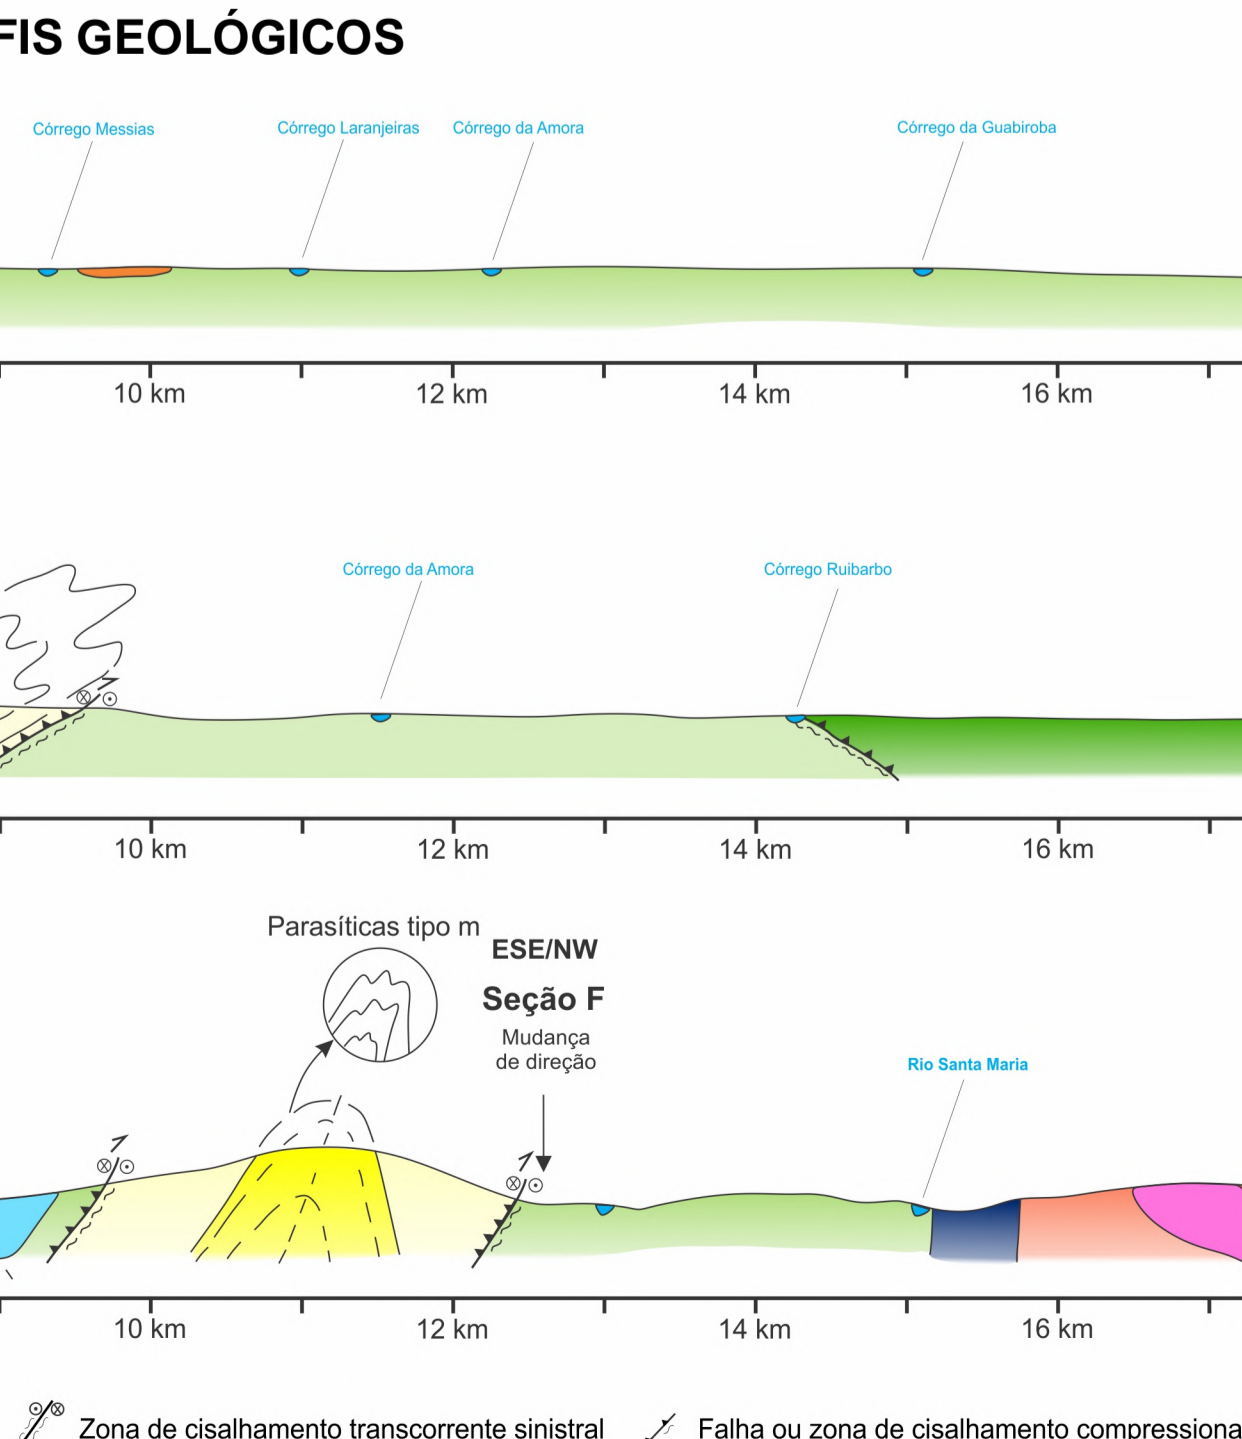 FIS GEOLÓGICOS
Córrego Messias
Córrego Laranjeiras
Córrego da Amora
Córrego da Guabiroba
10 km
12 km
14 km
16 km
Córrego da Amora
Córrego Ruibarbo
10 km
12 km
14 km
16 km
Parasíticas tipo m
ESE/NW
Seção F
Mudança
de direção
Rio Santa Maria
10 km
12 km
14 km
16 km
Zona de cisalhamento transcorrente sinistral
Falha ou zona de cisalhamento compressiona